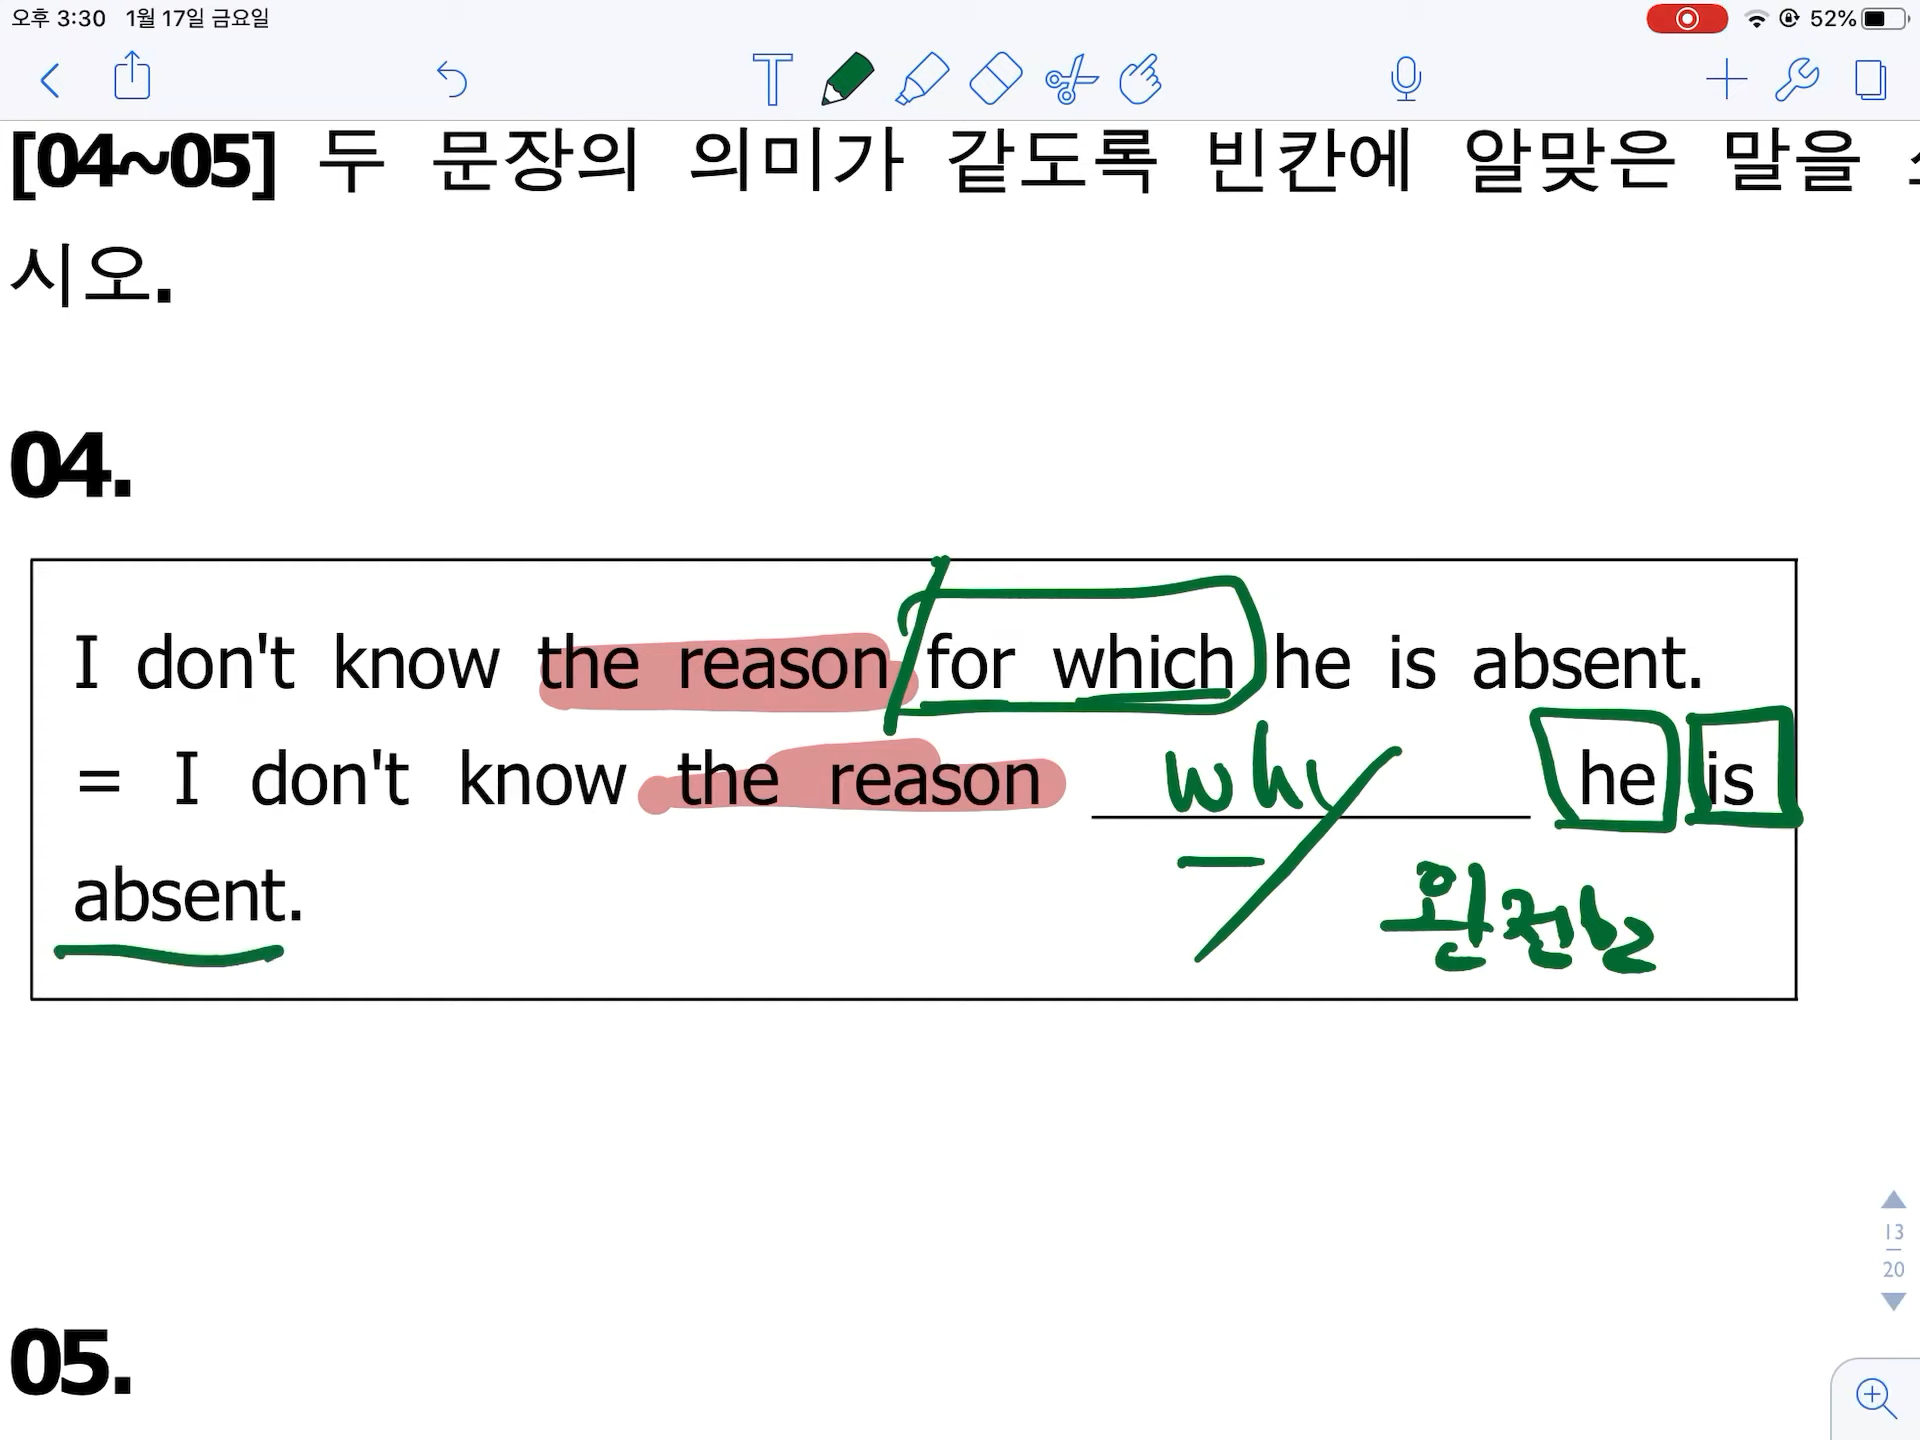 오후 3:30 1월 17일 금요일 52%
T
[04~05] 두 문장의 의미가 같도록 빈칸에 알맞은 말을
시오.
04.
I don't know the reason for which he is absent.
= I don't know the reason why he is
absent.
완전한
13
20
05.